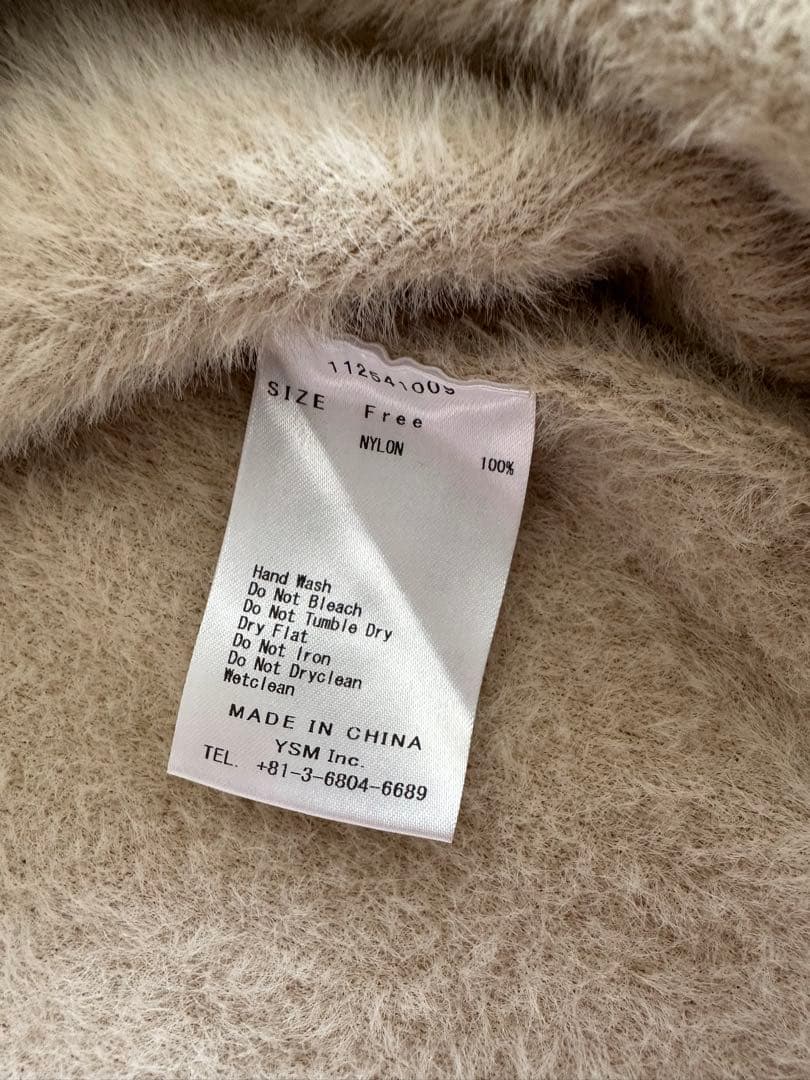 112541009
SIZE Free
NYLON 100%
Hand Wash
Do Not Bleach
Do Not Tumble Dry
Dry Flat
Do Not Iron
Do Not Dryclean
Wetclean
MADE IN CHINA
YSM Inc.
TEL. +81-3-6804-6689